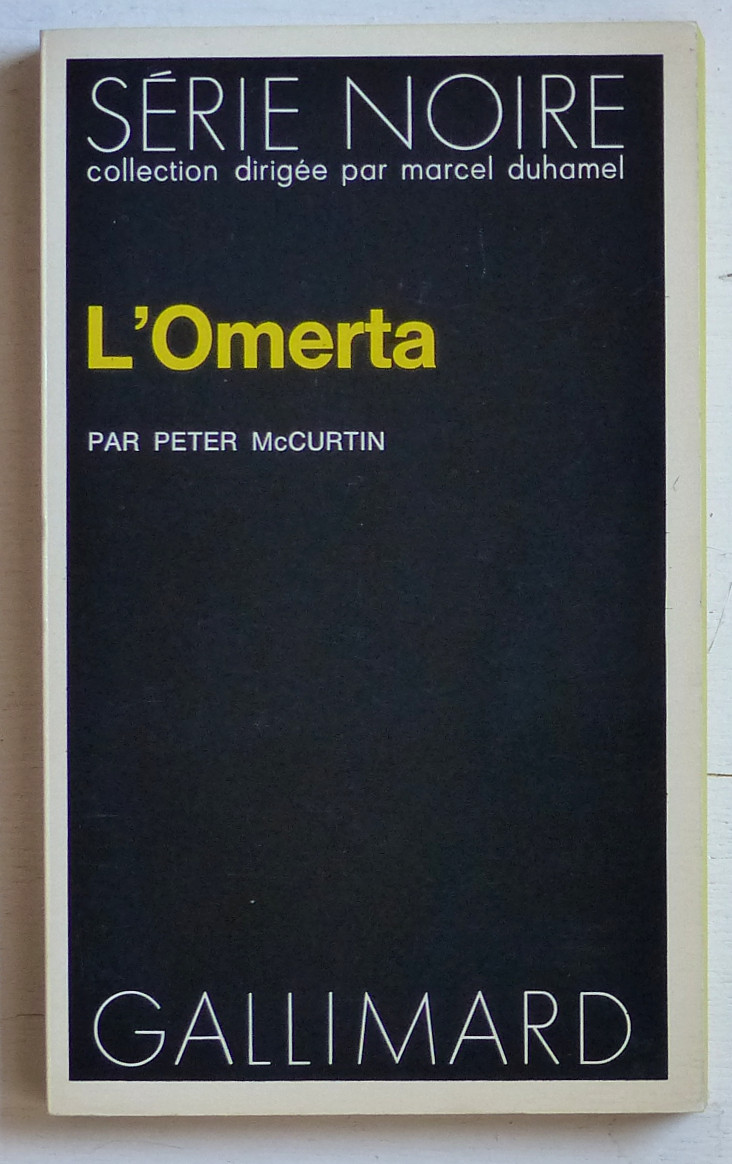 SÉRIE NOIRE
collection dirigée par marcel duhamel
L'Omerta
PAR PETER McCURTIN
GALLIMARD